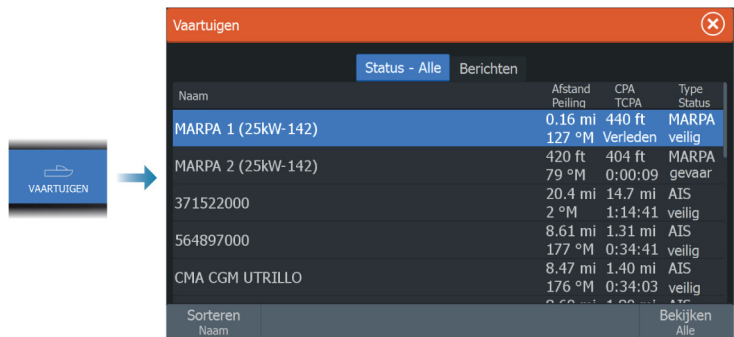 Vaartuigen
Status - Alle Berichten
Naam Afstand CPA Type
Peiling TCPA Status
MARPA 1 (25kW-142) 0.16 mi 440 ft MARPA
127 °M Verleden veilig
MARPA 2 (25kW-142) 420 ft 404 ft MARPA
79 °M 0:00:09 gevaar
371522000 20.4 mi 14.7 mi AIS
2 °M 1:14:41 veilig
564897000 8.61 mi 1.31 mi AIS
177 °M 0:34:41 veilig
CMA CGM UTRILLO 8.47 mi 1.40 mi AIS
176 °M 0:34:03 veilig
Sorteren Bekijken
Naam Alle
VAARTUIGEN